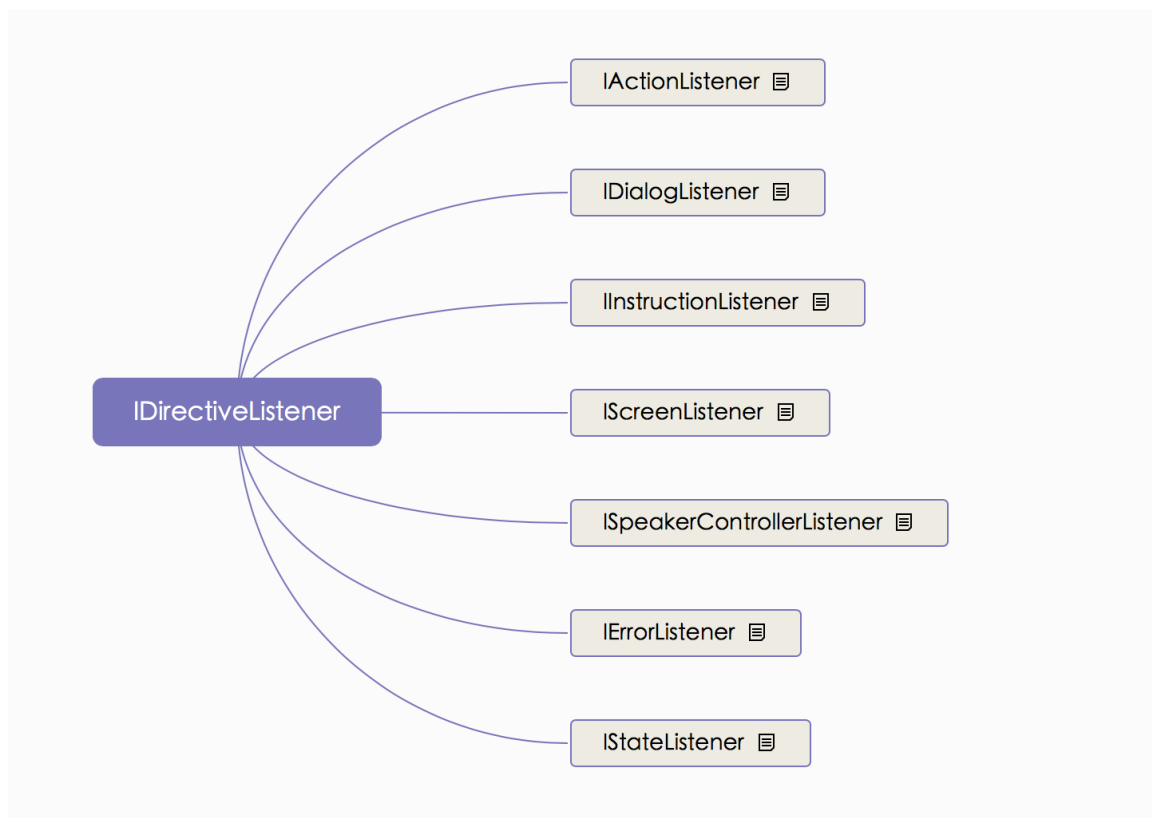 IActionListener
IDialogListener
IInstructionListener
IDirectiveListener
IScreenListener
ISpeakerControllerListener
IErrorListener
IStateListener